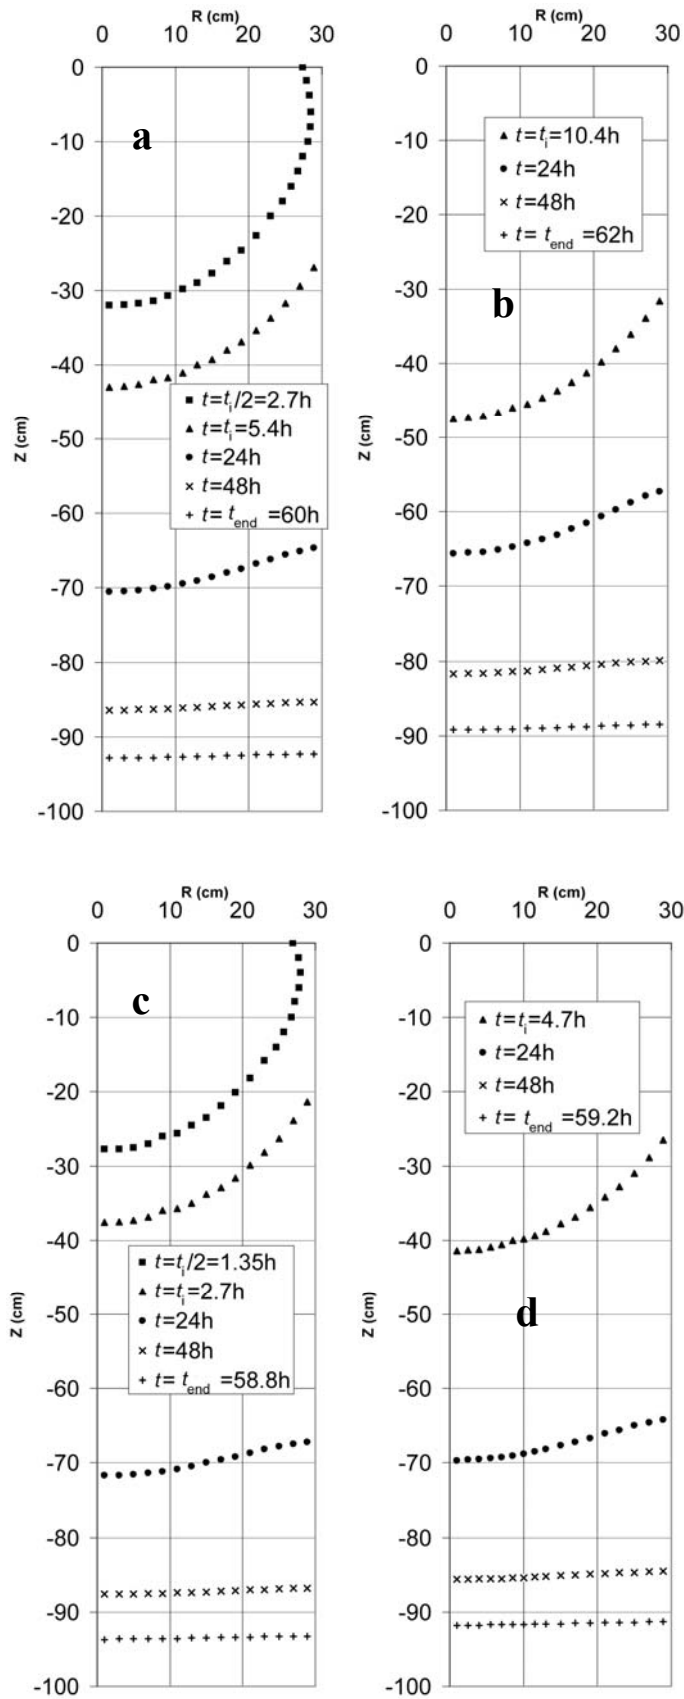 R (cm)
0 10 20 30
0
-10
-20
-30
-40
-50
-60
-70
-80
-90
-100
Z (cm)
a
t=ti/2=2.7h
t=ti=5.4h
t=24h
t=48h
t= tend =60h
R (cm)
0 10 20 30
0
-10
-20
-30
-40
-50
-60
-70
-80
-90
-100
Z (cm)
t=ti=10.4h
t=24h
t=48h
t= tend =62h
b
R (cm)
0 10 20 30
0
-10
-20
-30
-40
-50
-60
-70
-80
-90
-100
Z (cm)
c
t=ti/2=1.35h
t=ti=2.7h
t=24h
t=48h
t= tend =58.8h
R (cm)
0 10 20 30
0
-10
-20
-30
-40
-50
-60
-70
-80
-90
-100
Z (cm)
t=ti=4.7h
t=24h
t=48h
t= tend =59.2h
d